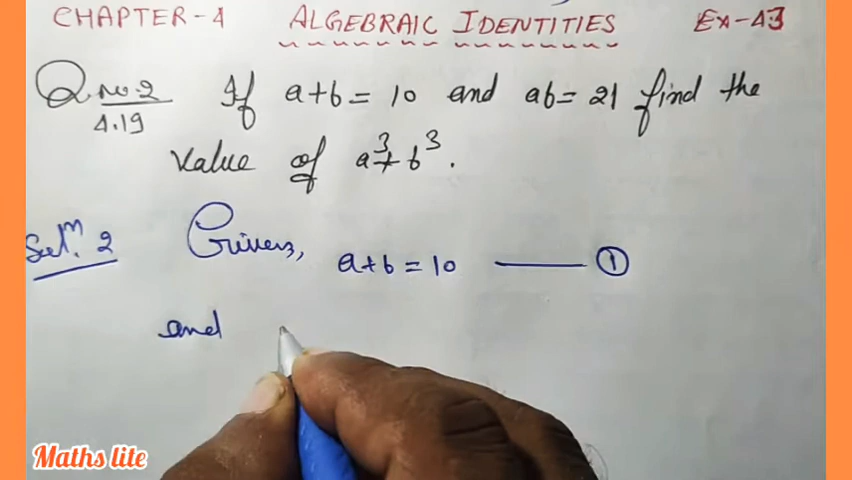 CHAPTER-4 ALGEBRAIC IDENTITIES Ex-4.3
Q no.2 If a+b = 10 and ab = 21 find the
4.19
value of a³+b³.
Solⁿ. 2 Given, a+b = 10 ——— ①
and
Maths lite